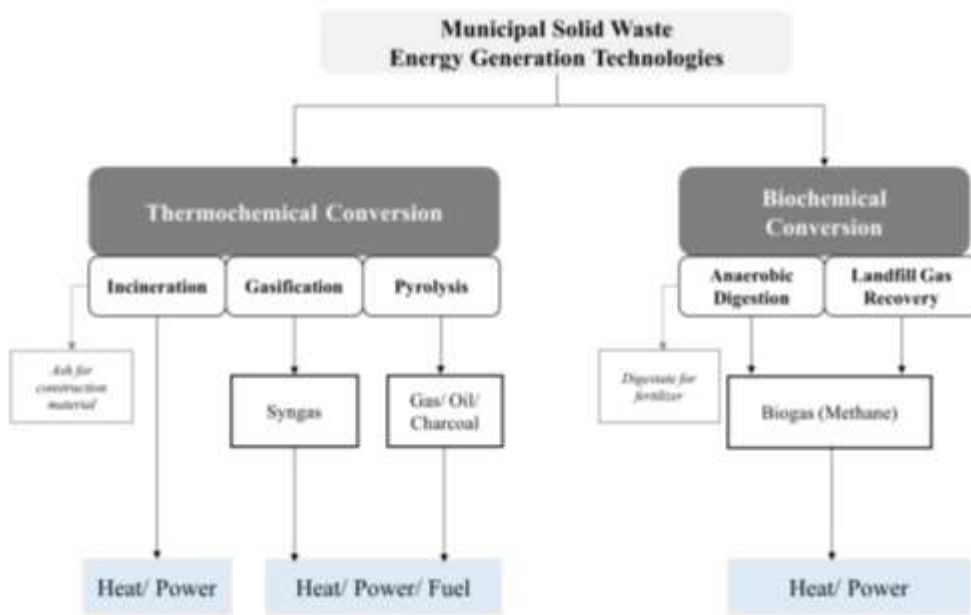 Municipal Solid Waste
Energy Generation Technologies
Thermochemical Conversion
Biochemical
Conversion
Incineration
Gasification
Pyrolysis
Anaerobic
Digestion
Landfill Gas
Recovery
Ash for
construction
material
Syngas
Gas/ Oil/
Charcoal
Digestate for
fertilizer
Biogas (Methane)
Heat/ Power
Heat/ Power/ Fuel
Heat/ Power